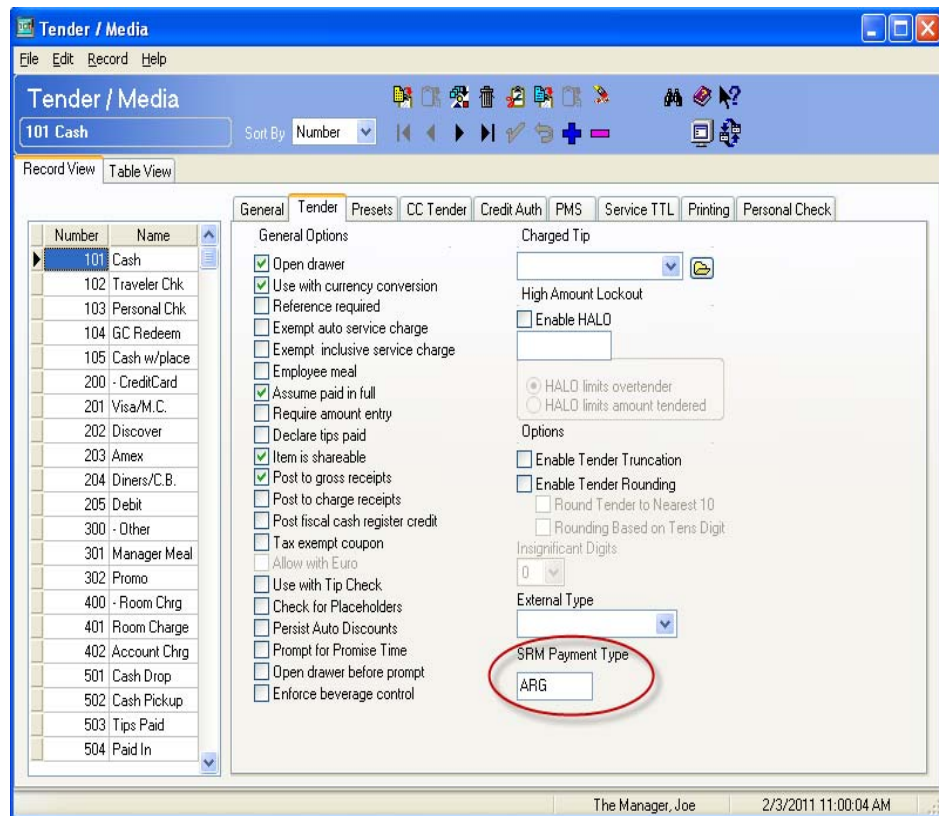 Tender / Media
File Edit Record Help
Tender / Media
101 Cash
Sort By Number
Record View Table View
General Tender Presets CC Tender Credit Auth PMS Service TTL Printing Personal Check
Number Name
101 Cash
102 Traveler Chk
103 Personal Chk
104 GC Redeem
105 Cash w/place
200 - CreditCard
201 Visa/M.C.
202 Discover
203 Amex
204 Diners/C.B.
205 Debit
300 - Other
301 Manager Meal
302 Promo
400 - Room Chrg
401 Room Charge
402 Account Chrg
501 Cash Drop
502 Cash Pickup
503 Tips Paid
504 Paid In
General Options
Open drawer
Use with currency conversion
Reference required
Exempt auto service charge
Exempt inclusive service charge
Employee meal
Assume paid in full
Require amount entry
Declare tips paid
Item is shareable
Post to gross receipts
Post to charge receipts
Post fiscal cash register credit
Tax exempt coupon
Allow with Euro
Use with Tip Check
Check for Placeholders
Persist Auto Discounts
Prompt for Promise Time
Open drawer before prompt
Enforce beverage control
Charged Tip
High Amount Lockout
Enable HALO
HALO limits overtender
HALO limits amount tendered
Options
Enable Tender Truncation
Enable Tender Rounding
Round Tender to Nearest 10
Rounding Based on Tens Digit
Insignificant Digits
0
External Type
SRM Payment Type
ARG
The Manager, Joe 2/3/2011 11:00:04 AM